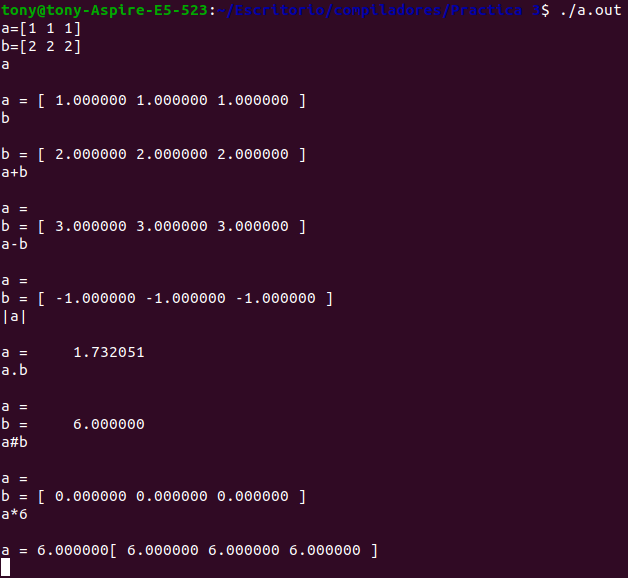 tony@tony-Aspire-E5-523:~/Escritorio/compiladores/Practica 3$ ./a.out
a=[1 1 1]
b=[2 2 2]
a
a = [ 1.000000 1.000000 1.000000 ]
b
b = [ 2.000000 2.000000 2.000000 ]
a+b
a =
b = [ 3.000000 3.000000 3.000000 ]
a-b
a =
b = [ -1.000000 -1.000000 -1.000000 ]
|a|
a =     1.732051
a.b
a =
b =     6.000000
a#b
a =
b = [ 0.000000 0.000000 0.000000 ]
a*6
a = 6.000000[ 6.000000 6.000000 6.000000 ]